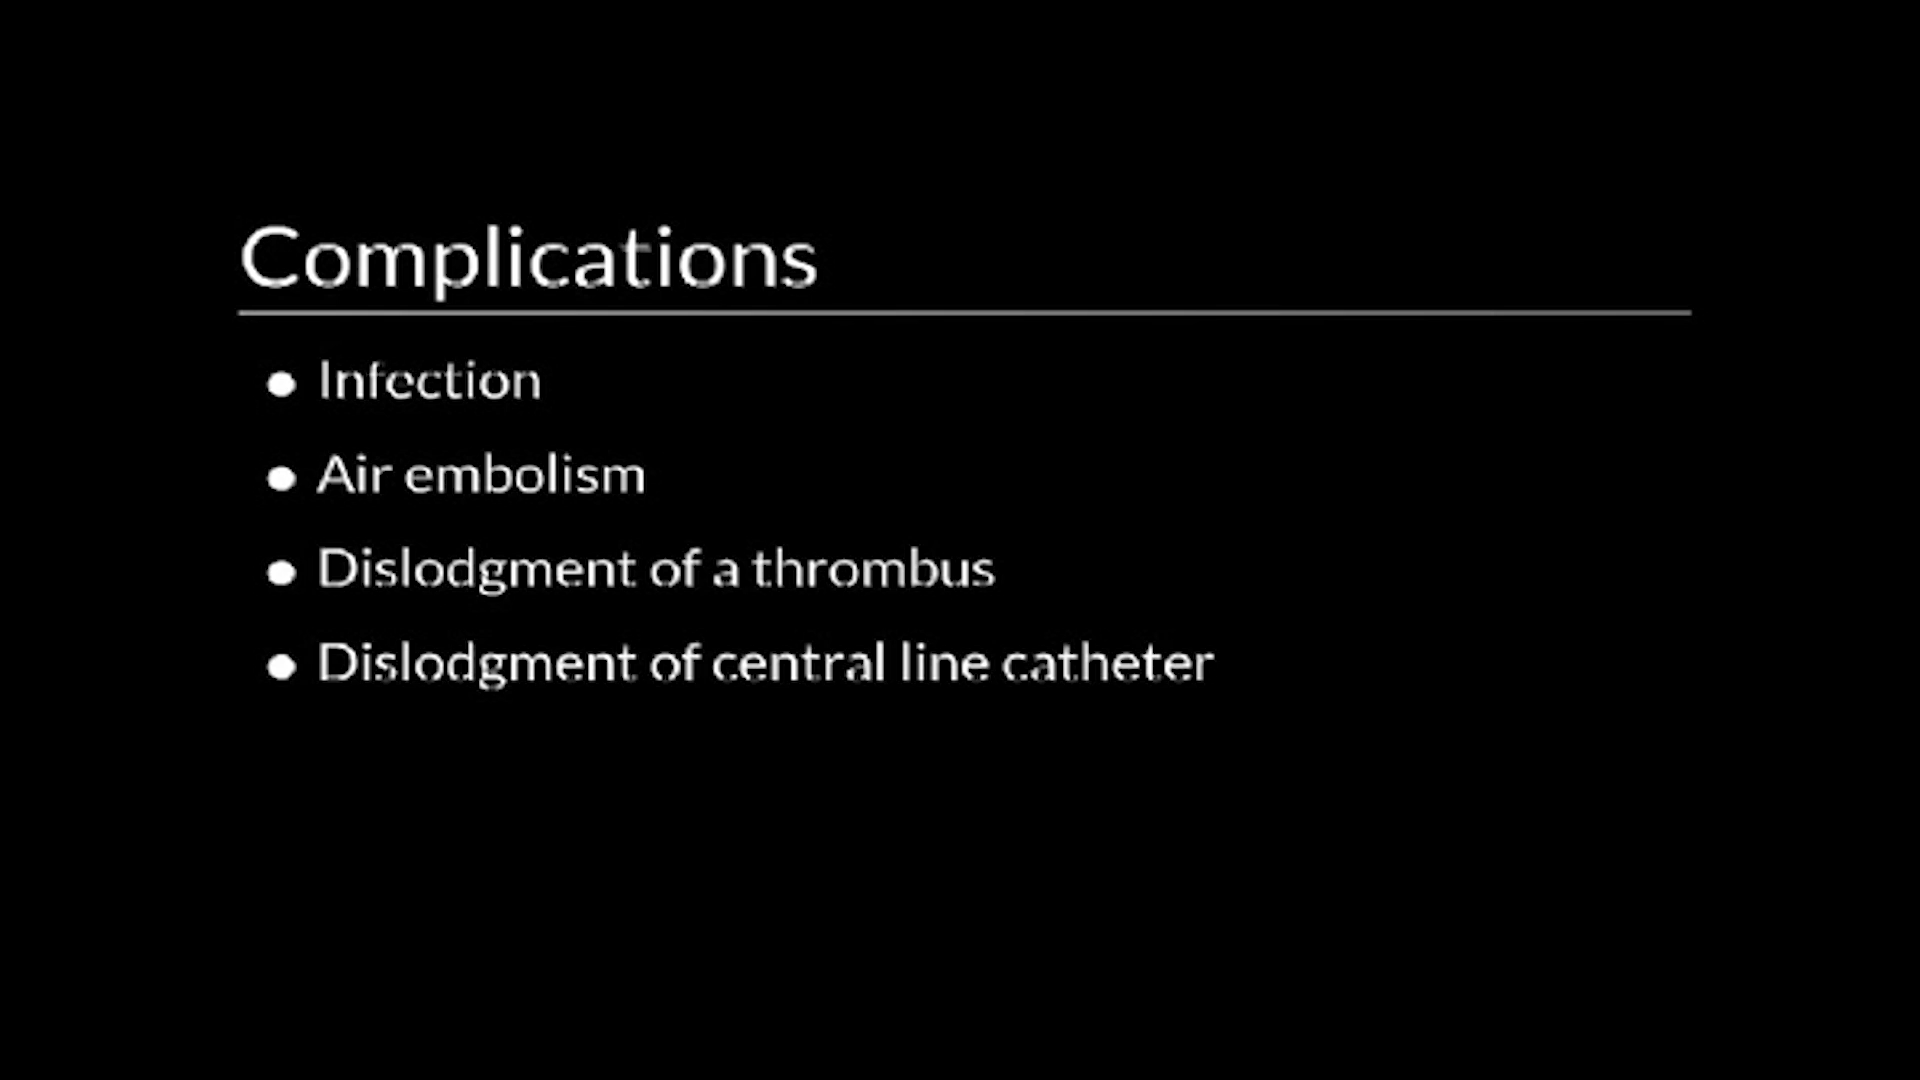 Complications
• Infection
• Air embolism
• Dislodgment of a thrombus
• Dislodgment of central line catheter